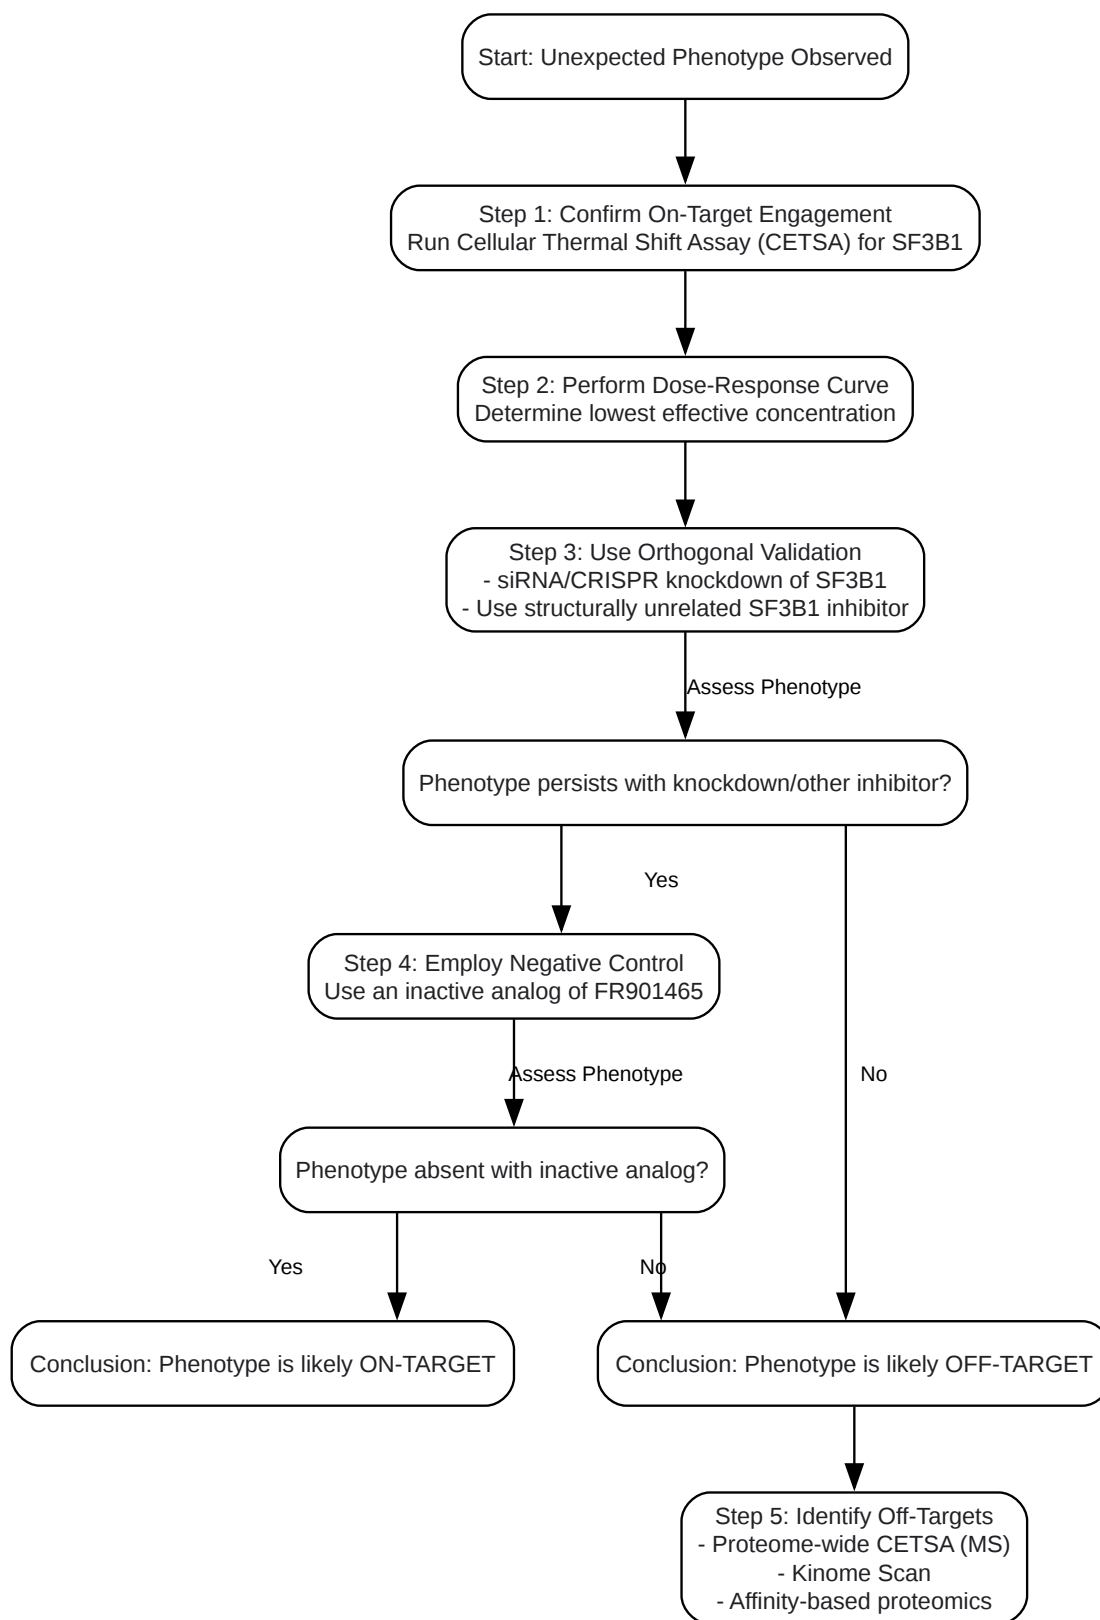 Start: Unexpected Phenotype Observed
Step 1: Confirm On-Target Engagement
Run Cellular Thermal Shift Assay (CETSA) for SF3B1
Step 2: Perform Dose-Response Curve
Determine lowest effective concentration
Step 3: Use Orthogonal Validation
- siRNA/CRISPR knockdown of SF3B1
- Use structurally unrelated SF3B1 inhibitor
Assess Phenotype
Phenotype persists with knockdown/other inhibitor?
Yes
Step 4: Employ Negative Control
Use an inactive analog of FR901465
Assess Phenotype
No
Phenotype absent with inactive analog?
Yes
No
Conclusion: Phenotype is likely ON-TARGET
Conclusion: Phenotype is likely OFF-TARGET
Step 5: Identify Off-Targets
- Proteome-wide CETSA (MS)
- Kinome Scan
- Affinity-based proteomics